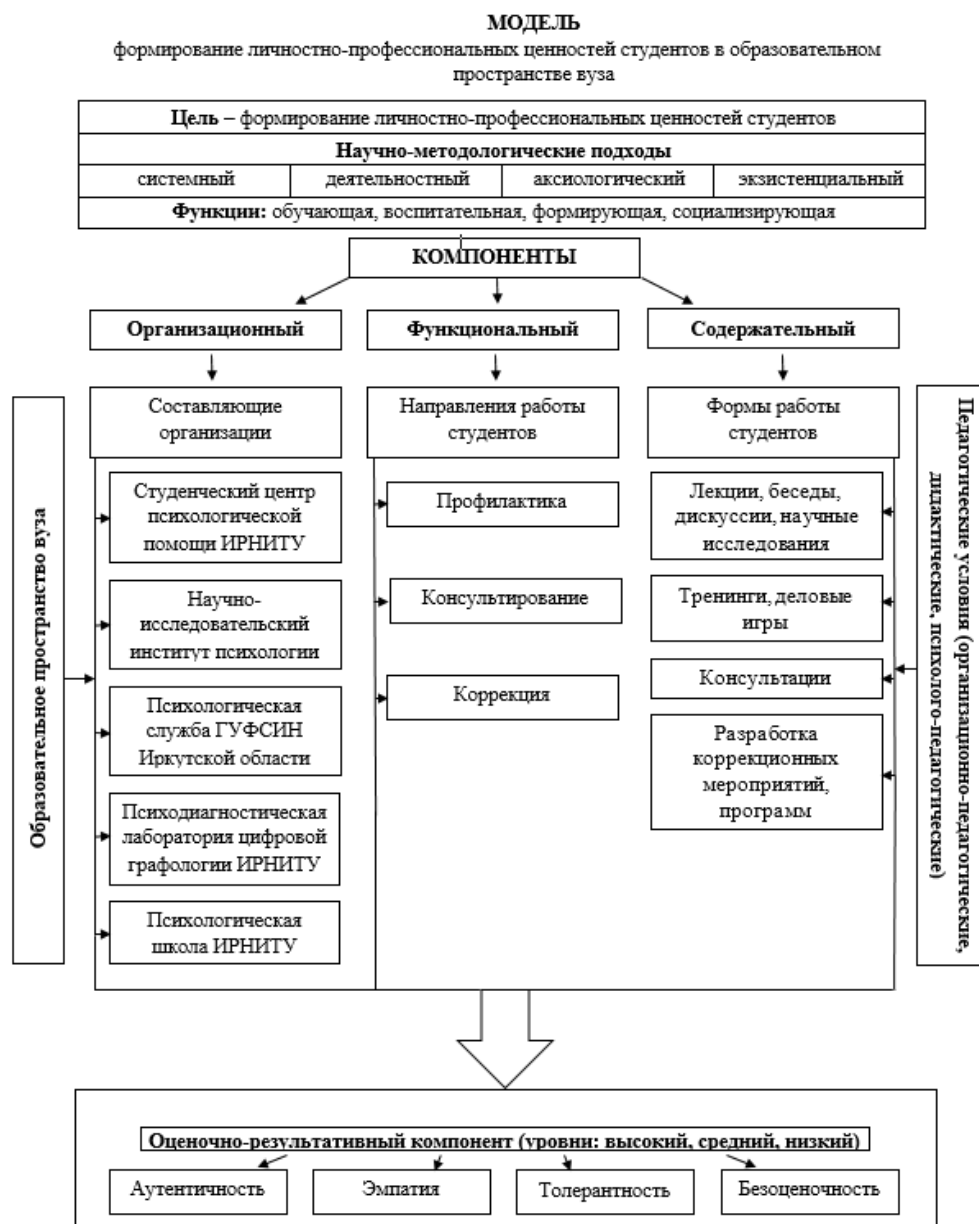 МОДЕЛЬ
формирование личностно-профессиональных ценностей студентов в образовательном
пространстве вуза
Цель – формирование личностно-профессиональных ценностей студентов
Научно-методологические подходы
системный
деятельностный
аксиологический
экзистенциальный
Функции: обучающая, воспитательная, формирующая, социализирующая
КОМПОНЕНТЫ
Организационный
Функциональный
Содержательный
Образовательное пространство вуза
Составляющие
организации
Студенческий центр
психологической
помощи ИРНИТУ
Научно-
исследовательский
институт психологии
Психологическая
служба ГУФСИН
Иркутской области
Психодиагностическая
лаборатория цифровой
графологии ИРНИТУ
Психологическая
школа ИРНИТУ
Направления работы
студентов
Профилактика
Консультирование
Коррекция
Формы работы
студентов
Лекции, беседы,
дискуссии, научные
исследования
Тренинги, деловые
игры
Консультации
Разработка
коррекционных
мероприятий,
программ
Педагогические условия (организационно-педагогические,
дидактические, психолого-педагогические)
Оценочно-результативный компонент (уровни: высокий, средний, низкий)
Аутентичность
Эмпатия
Толерантность
Безоценочность